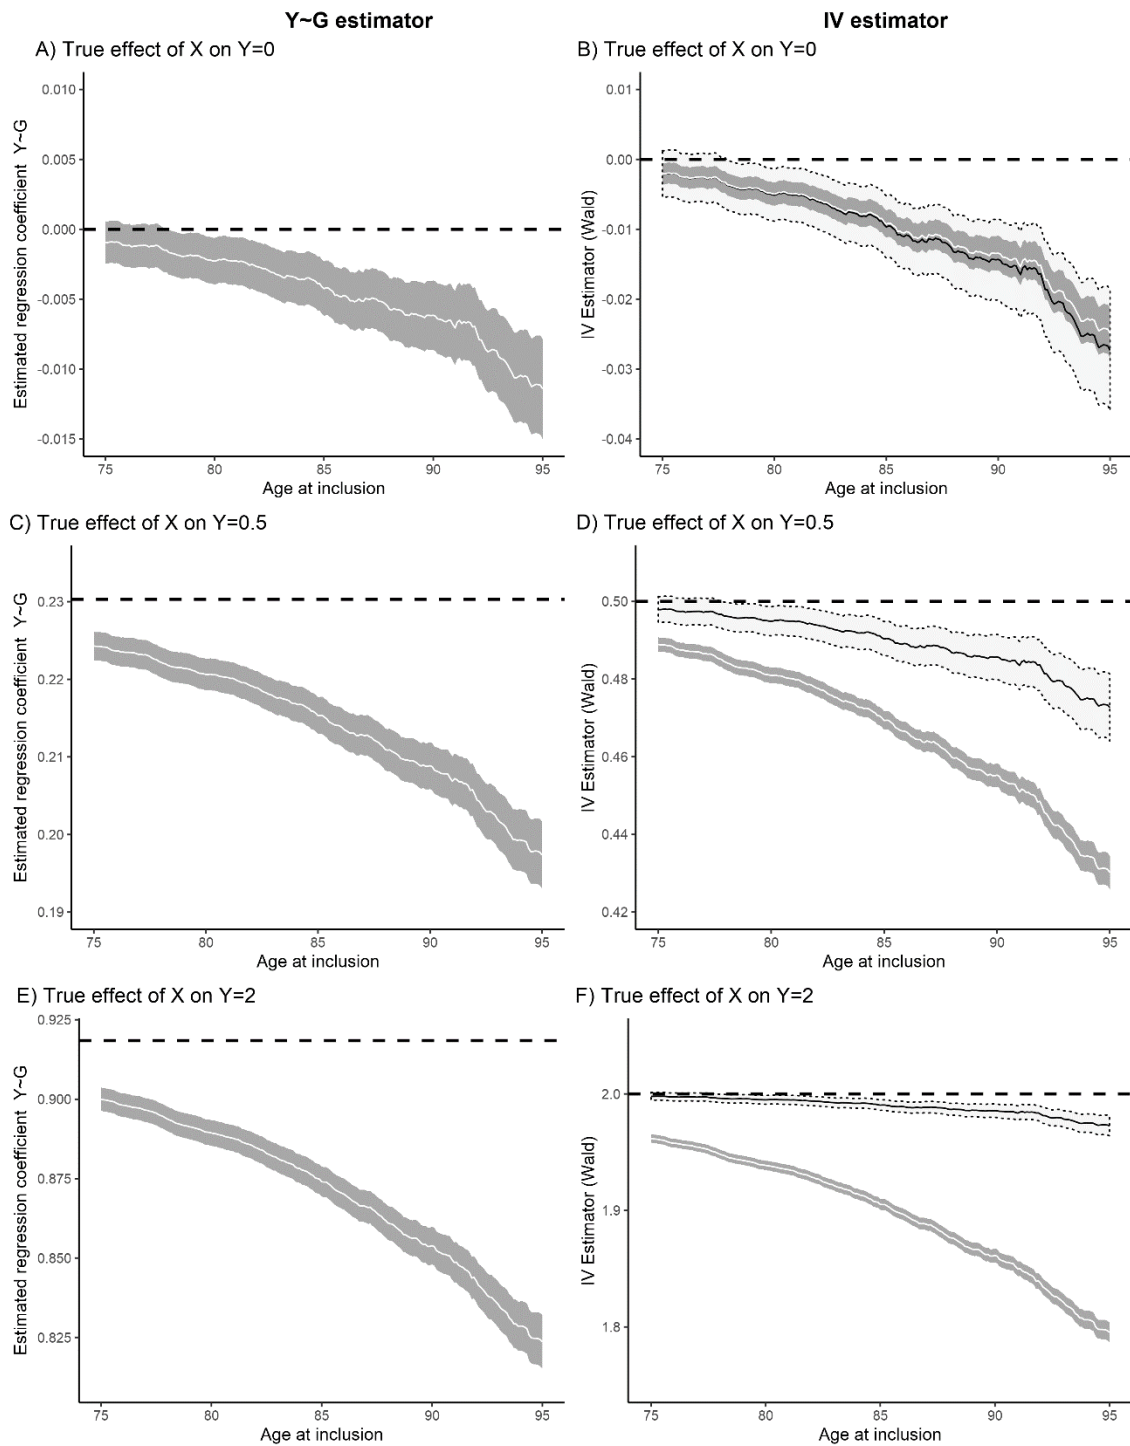 Y~G estimator
IV estimator
A) True effect of X on Y=0
B) True effect of X on Y=0
Estimated regression coefficient Y~G
0.010
0.005
0.000
-0.005
-0.010
-0.015
75 80 85 90 95
Age at inclusion
IV Estimator (Wald)
0.01
0.00
-0.01
-0.02
-0.03
-0.04
75 80 85 90 95
Age at inclusion
C) True effect of X on Y=0.5
D) True effect of X on Y=0.5
Estimated regression coefficient Y~G
0.23
0.22
0.21
0.20
0.19
75 80 85 90 95
Age at inclusion
IV Estimator (Wald)
0.50
0.48
0.46
0.44
0.42
75 80 85 90 95
Age at inclusion
E) True effect of X on Y=2
F) True effect of X on Y=2
Estimated regression coefficient Y~G
0.925
0.900
0.875
0.850
0.825
75 80 85 90 95
Age at inclusion
IV Estimator (Wald)
2.0
1.9
1.8
75 80 85 90 95
Age at inclusion